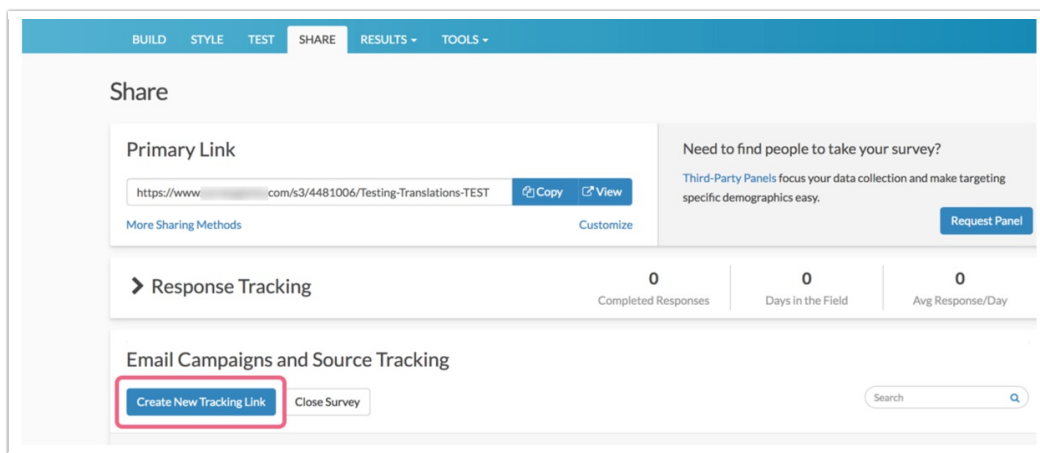 BUILD STYLE TEST SHARE RESULTS TOOLS
Share
Primary Link
https://www com/s3/4481006/Testing-Translations-TEST Copy View
More Sharing Methods Customize
Need to find people to take your survey?
Third-Party Panels focus your data collection and make targeting
specific demographics easy.
Request Panel
Response Tracking
0 0 0
Completed Responses Days in the Field Avg Response/Day
Email Campaigns and Source Tracking
Create New Tracking Link Close Survey Search